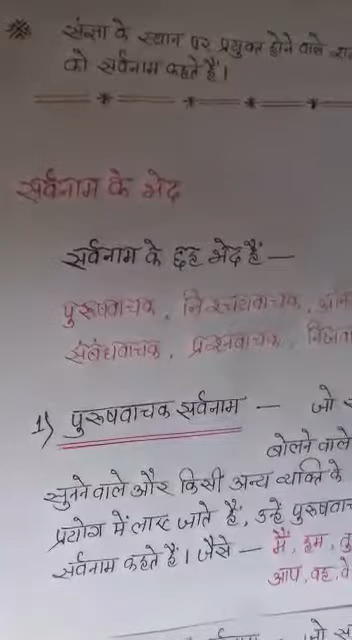 संज्ञा के स्थान पर प्रयुक्त होने वाले
को सर्वनाम कहते हैं।
सर्वनाम के भेद
सर्वनाम के छह भेद हैं —
पुरुषवाचक, निश्चयवाचक,
संबंधवाचक, प्रश्नवाचक,
1) पुरुषवाचक सर्वनाम — जो
बोलने वाले
सुनने वाले और किसी अन्य व्यक्ति के
प्रयोग में लाए जाते हैं, उन्हें
सर्वनाम कहते हैं। जैसे — मैं, हम,
आप, वह, वे